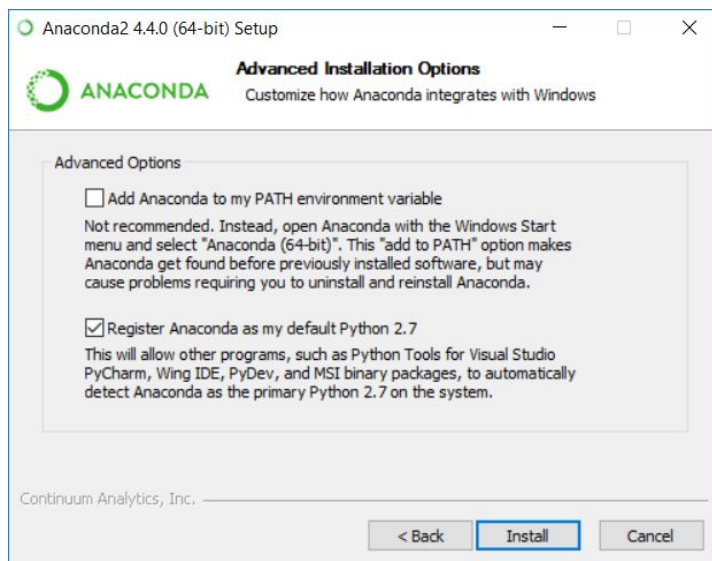 Anaconda2 4.4.0 (64-bit) Setup
ANACONDA
Advanced Installation Options
Customize how Anaconda integrates with Windows
Advanced Options
Add Anaconda to my PATH environment variable
Not recommended. Instead, open Anaconda with the Windows Start
menu and select "Anaconda (64-bit)". This "add to PATH" option makes
Anaconda get found before previously installed software, but may
cause problems requiring you to uninstall and reinstall Anaconda.
Register Anaconda as my default Python 2.7
This will allow other programs, such as Python Tools for Visual Studio
PyCharm, Wing IDE, PyDev, and MSI binary packages, to automatically
detect Anaconda as the primary Python 2.7 on the system.
Continuum Analytics, Inc.
< Back
Install
Cancel